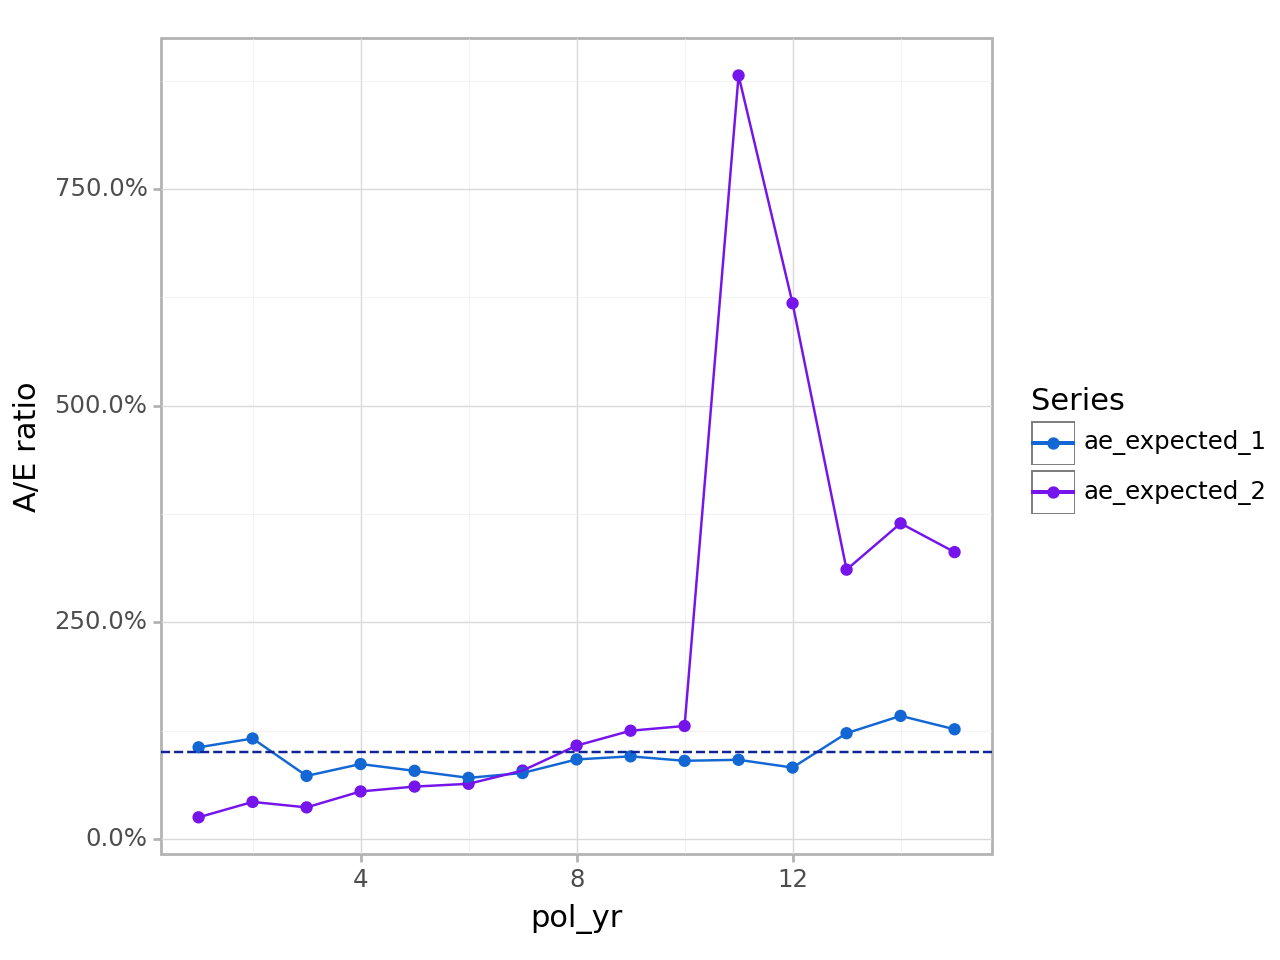 750.0%
500.0%
250.0%
0.0%
A/E ratio
4
8
12
pol_yr
Series
ae_expected_1
ae_expected_2